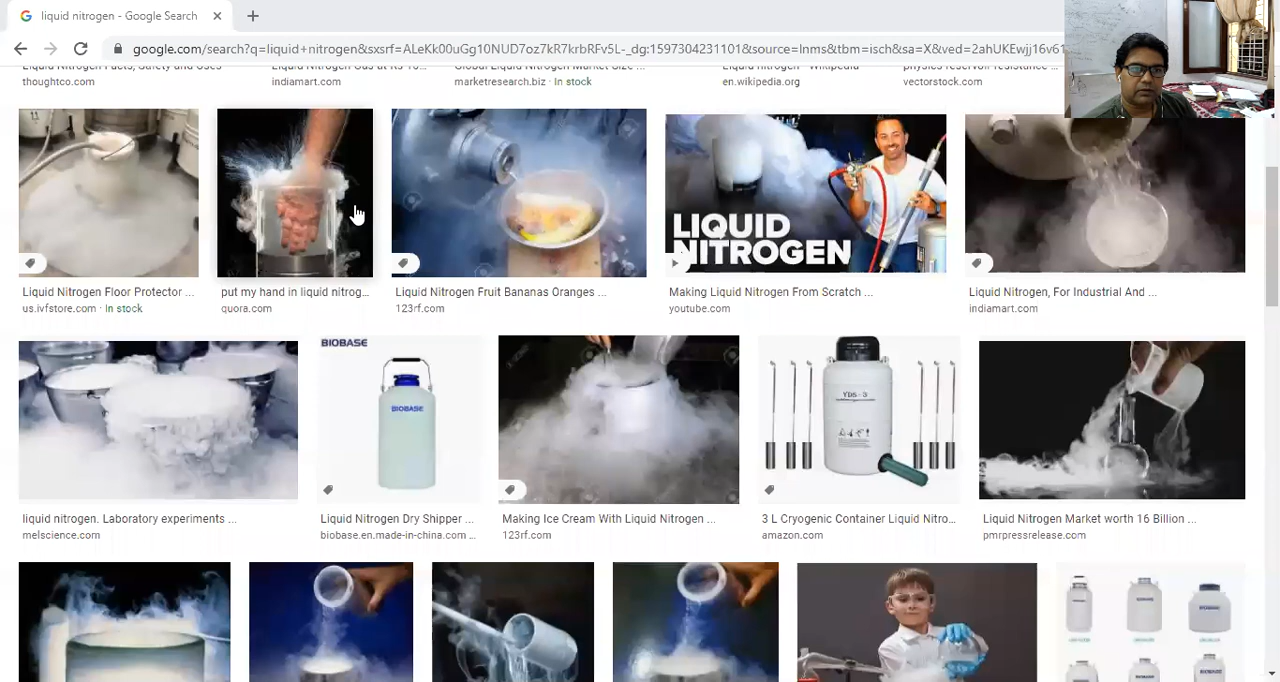 liquid nitrogen - Google Search
google.com/search?q=liquid+nitrogen&sxsrf=ALeKk00uGg10NUD7oz7iK7krbRFv5L-_dg:1597304231101&source=lnms&tbm=isch&sa=X&ved=2ahUKEwjj16v61
thoughtco.com
indiamart.com
marketresearch.biz · In stock
en.wikipedia.org
vectorstock.com
LIQUID
NITROGEN
Liquid Nitrogen Floor Protector ...
us.ivfstore.com · In stock
put my hand in liquid nitrog...
quora.com
Liquid Nitrogen Fruit Bananas Oranges ...
123rf.com
Making Liquid Nitrogen From Scratch ...
youtube.com
Liquid Nitrogen, For Industrial And ...
indiamart.com
BIOBASE
BIOBASE
YDS-3
liquid nitrogen. Laboratory experiments ...
melscience.com
Liquid Nitrogen Dry Shipper ...
biobase.en.made-in-china.com ...
Making Ice Cream With Liquid Nitrogen ...
123rf.com
3 L Cryogenic Container Liquid Nitro...
amazon.com
Liquid Nitrogen Market worth 16 Billion ...
pmrpressrelease.com